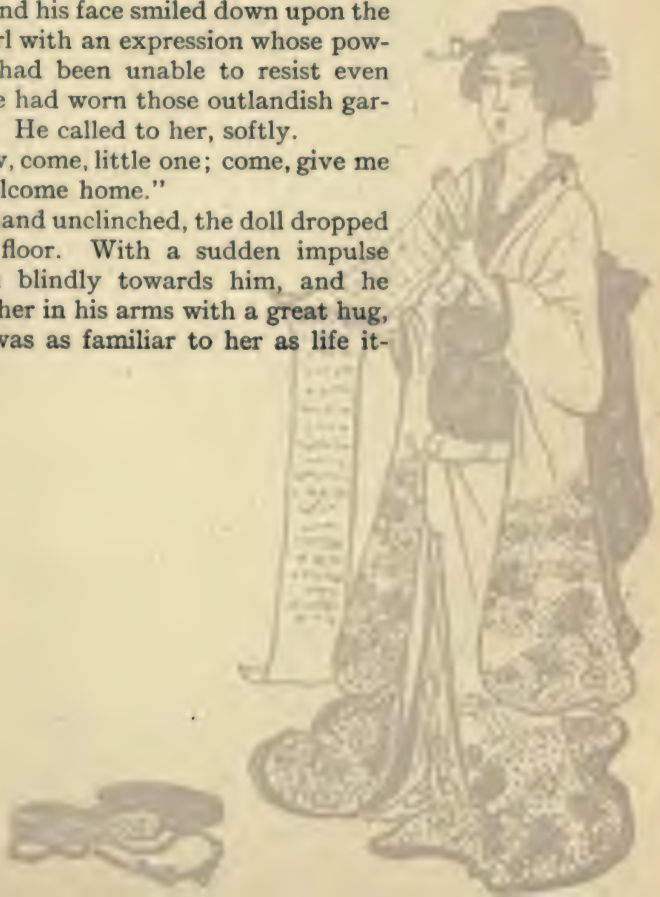 nd his face smiled down upon the
rl with an expression whose pow-
had been unable to resist even
e had worn those outlandish gar-
He called to her, softly.
, come, little one; come, give me
lcome home."
and unclinched, the doll dropped
floor. With a sudden impulse
blindly towards him, and he
her in his arms with a great hug,
was as familiar to her as life it-